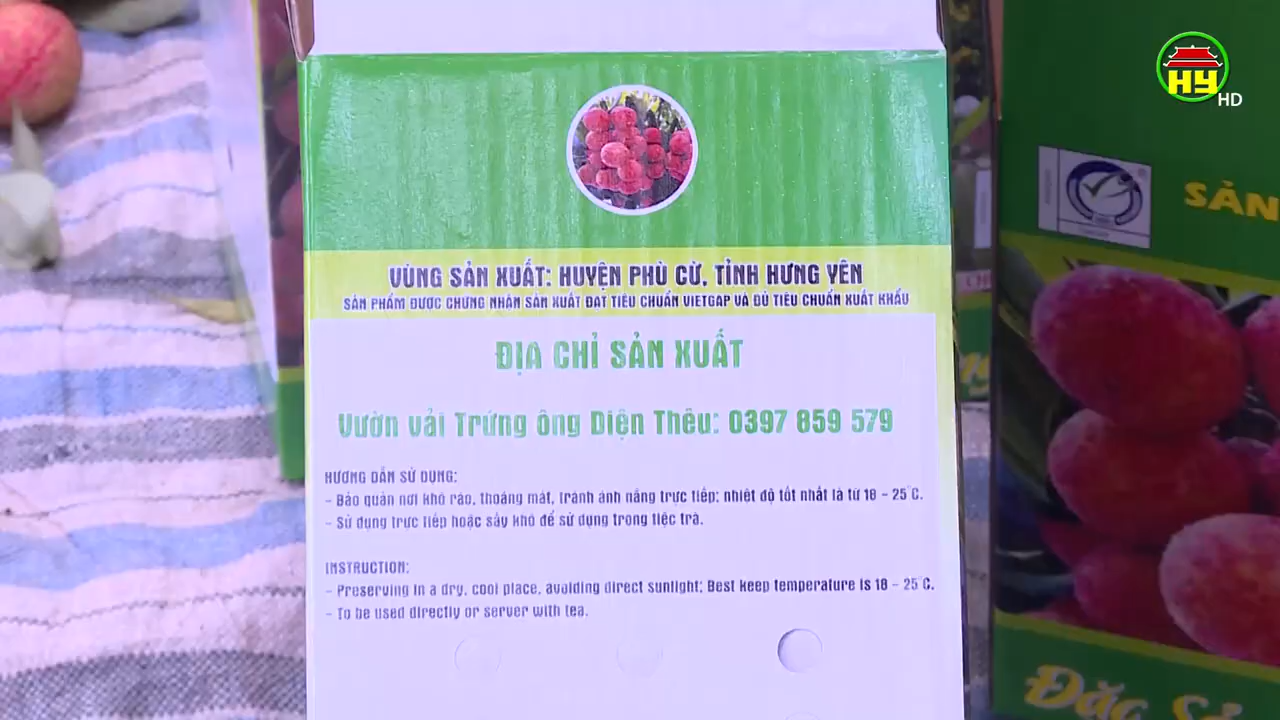 HY HD
SẢN
VÙNG SẢN XUẤT: HUYỆN PHÙ CỪ, TỈNH HƯNG YÊN
SẢN PHẨM ĐƯỢC CHỨNG NHẬN SẢN XUẤT ĐẠT TIÊU CHUẨN VIETGAP VÀ ĐỦ TIÊU CHUẨN XUẤT KHẨU
ĐỊA CHỈ SẢN XUẤT
Vườn vải Trứng ông Diện Thêu: 0397 859 579
HƯỚNG DẪN SỬ DỤNG:
- Bảo quản nơi khô ráo, thoáng mát, tránh ánh nắng trực tiếp; nhiệt độ tốt nhất là từ 18 - 25°C.
- Sử dụng trực tiếp hoặc sấy khô để sử dụng trong tiệc trà.
INSTRUCTION:
- Preserving in a dry, cool place, avoiding direct sunlight; Best keep temperature is 18 - 25°C.
- To be used directly or server with tea.
Đặc